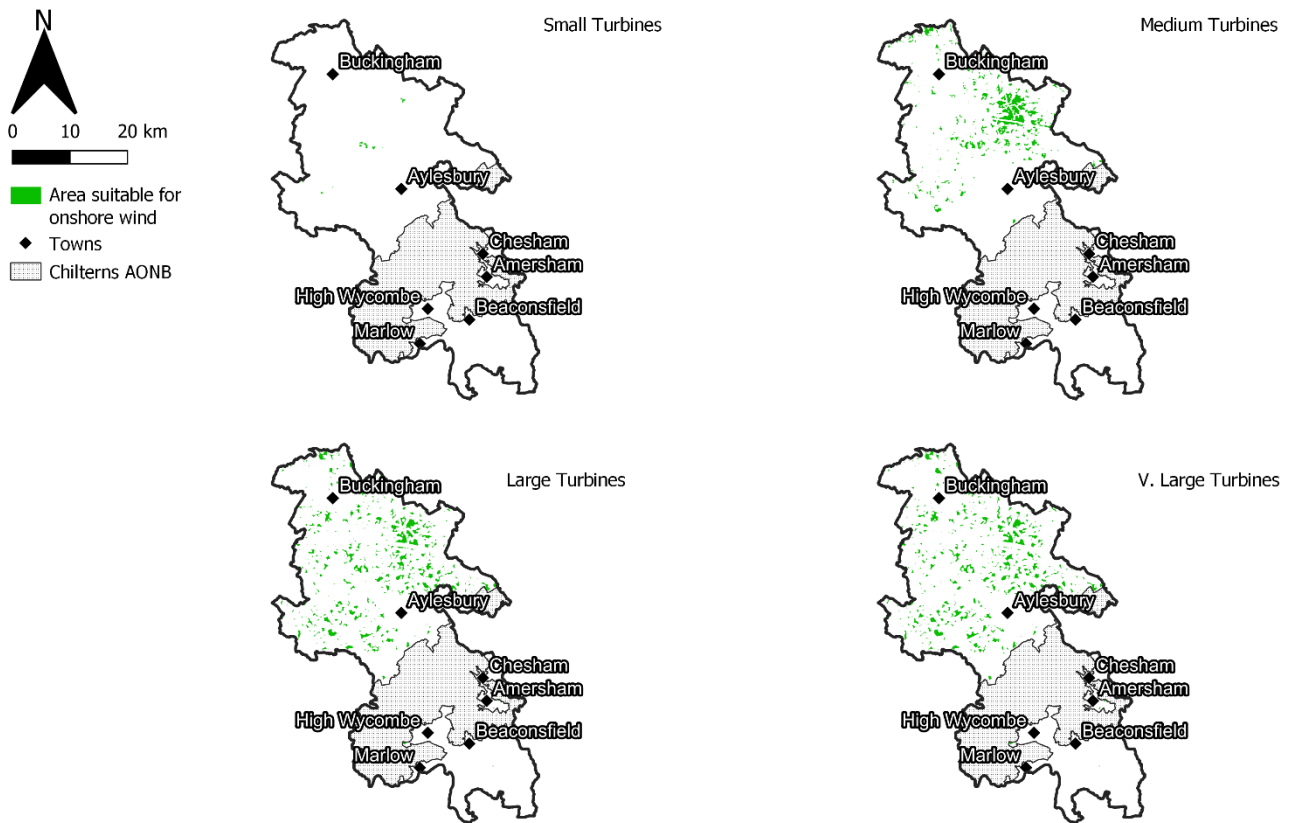 N
0 10 20 km
Area suitable for
onshore wind
Towns
Chilterns AONB
Small Turbines
Buckingham
Aylesbury
Chesham
Amersham
High Wycombe
Beaconsfield
Marlow
Medium Turbines
Buckingham
Aylesbury
Chesham
Amersham
High Wycombe
Beaconsfield
Marlow
Large Turbines
Buckingham
Aylesbury
Chesham
Amersham
High Wycombe
Beaconsfield
Marlow
V. Large Turbines
Buckingham
Aylesbury
Chesham
Amersham
High Wycombe
Beaconsfield
Marlow